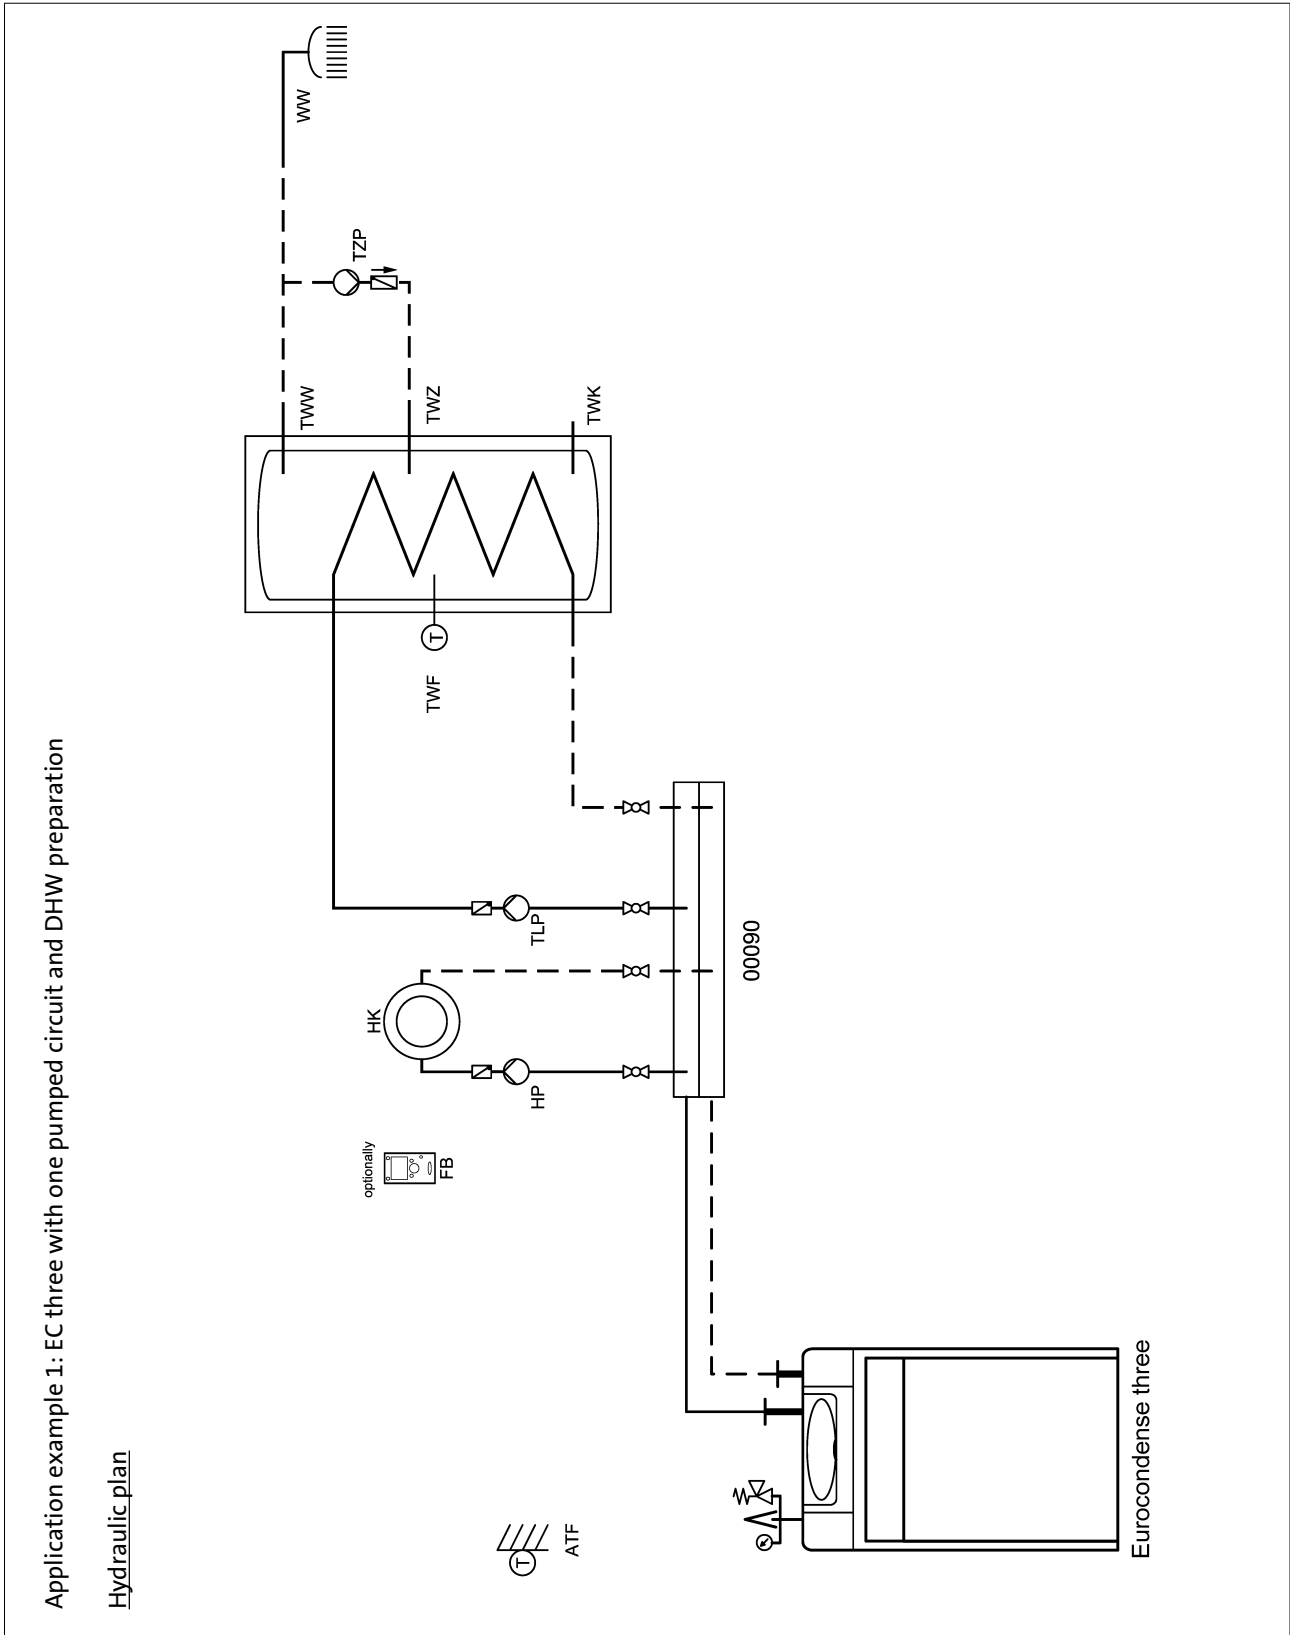 Application example 1: EC three with one pumped circuit and DHW preparation
Hydraulic plan
WW
TWW
TZP
optionally
HK
TWZ
TWF
T
FB
T
HP
TLP
ATF
TWK
00090
Eurocondense three